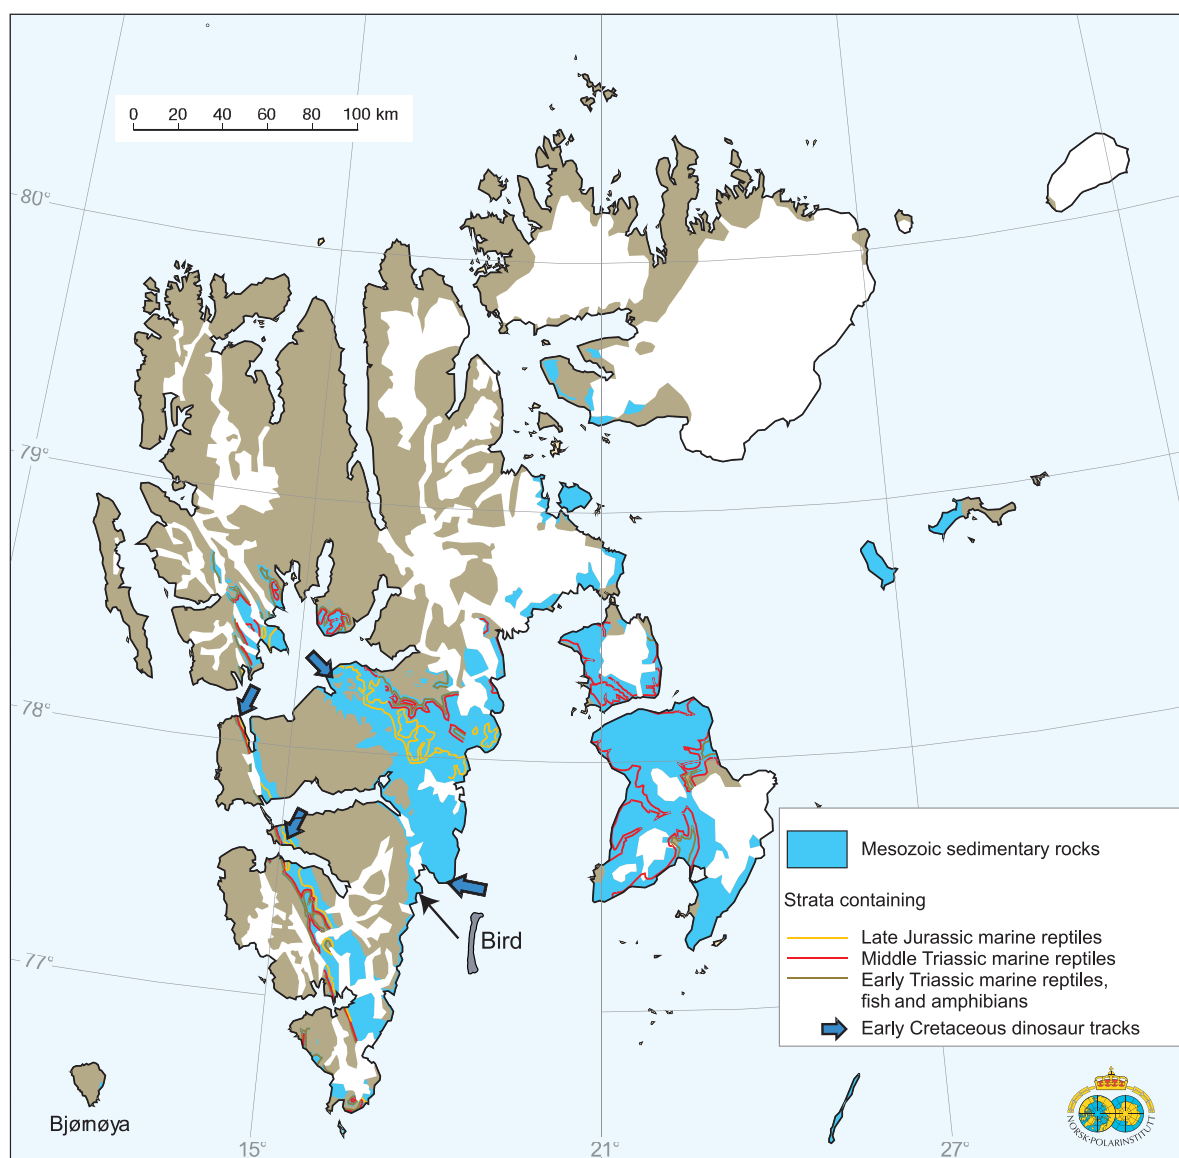 0 20 40 60 80 100 km
80°
79°
78°
77°
Bird
Mesozoic sedimentary rocks
Strata containing
Late Jurassic marine reptiles
Middle Triassic marine reptiles
Early Triassic marine reptiles,
fish and amphibians
Early Cretaceous dinosaur tracks
Bjørnøya
NORSK-POLARINSTITUTT
15°
21°
27°